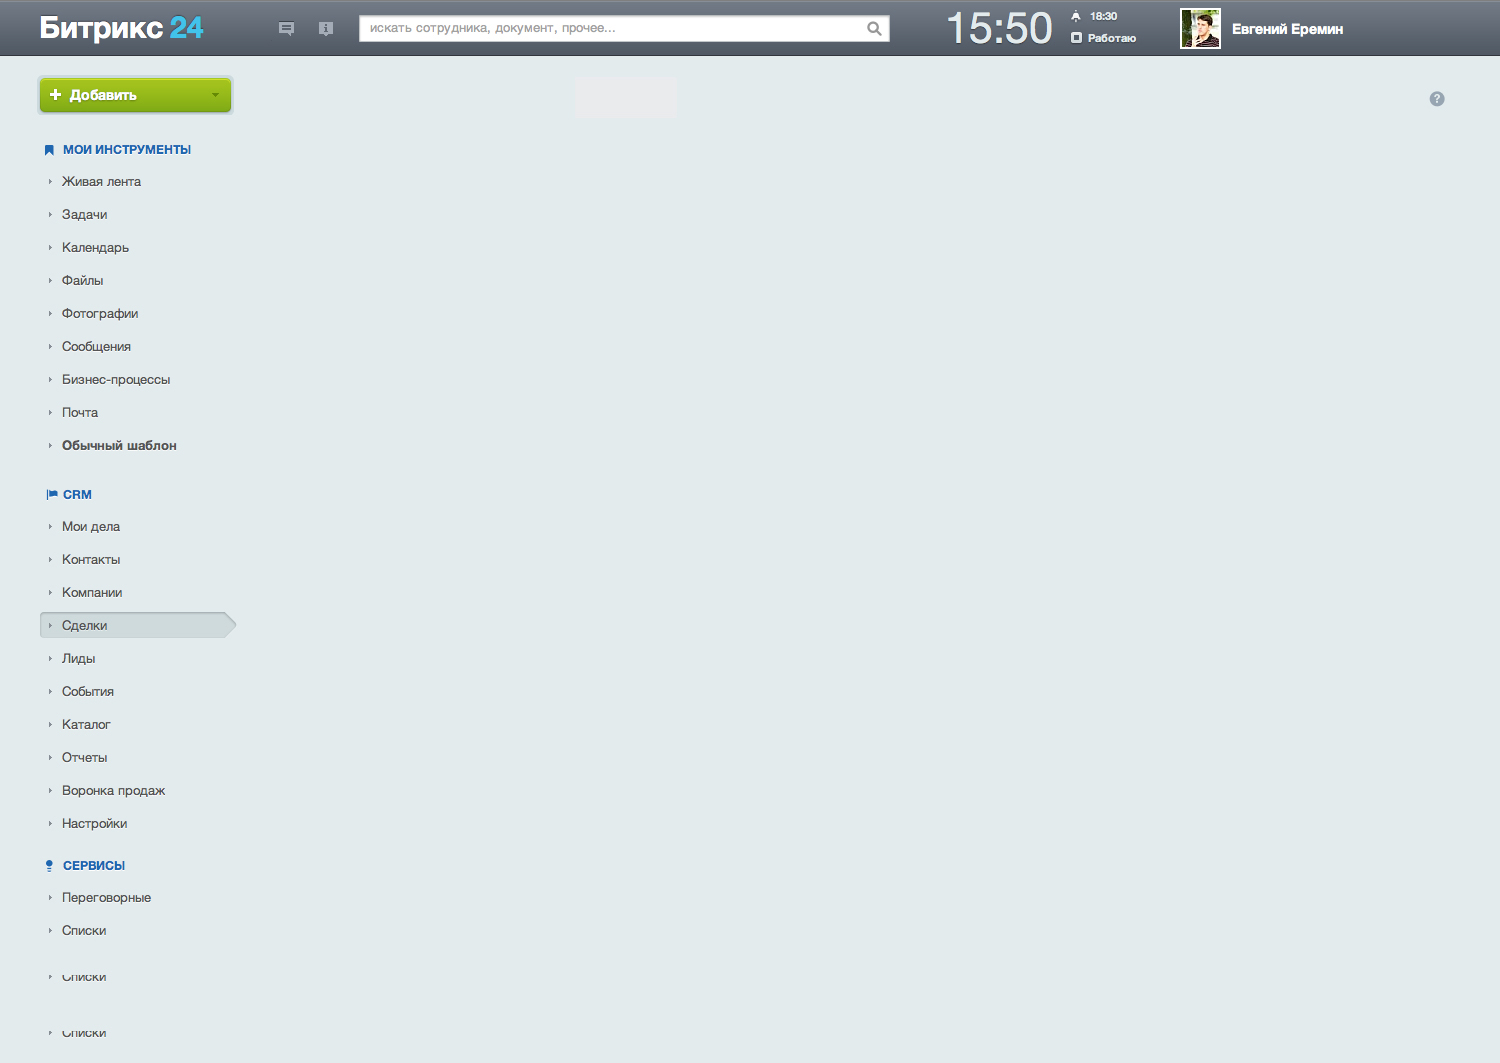 Битрикс 24
искать сотрудника, документ, прочее...
15:50
18:30
Работаю
Евгений Еремин
Добавить
?
МОИ ИНСТРУМЕНТЫ
Живая лента
Задачи
Календарь
Файлы
Фотографии
Сообщения
Бизнес-процессы
Почта
Обычный шаблон
CRM
Мои дела
Контакты
Компании
Сделки
Лиды
События
Каталог
Отчеты
Воронка продаж
Настройки
СЕРВИСЫ
Переговорные
Списки
Списки
Списки